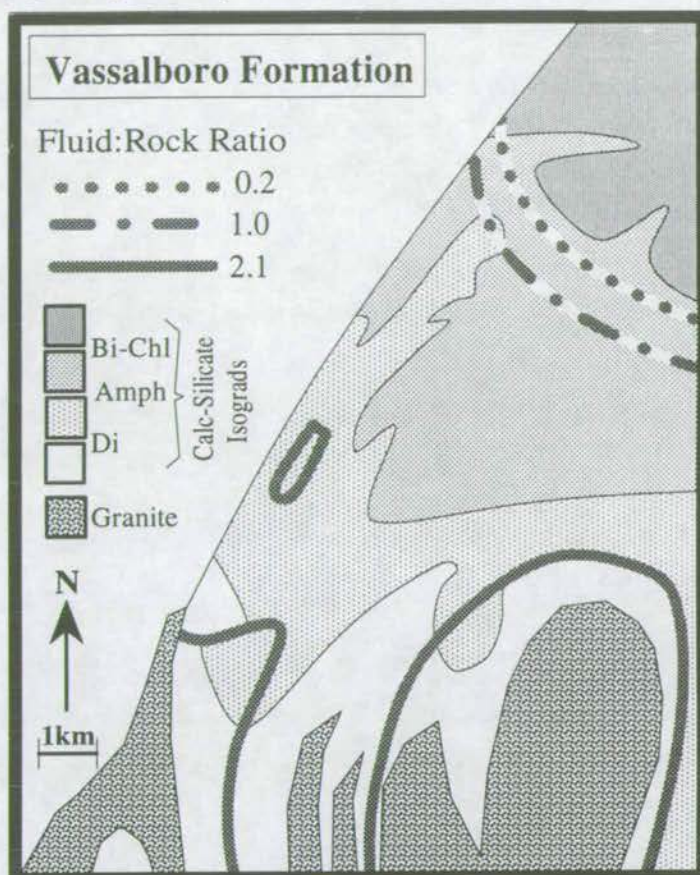 Vassalboro Formation
Fluid:Rock Ratio
0.2
1.0
2.1
Bi-Chl
Amph
Di
Calc-Silicate
Isograds
Granite
N
1km